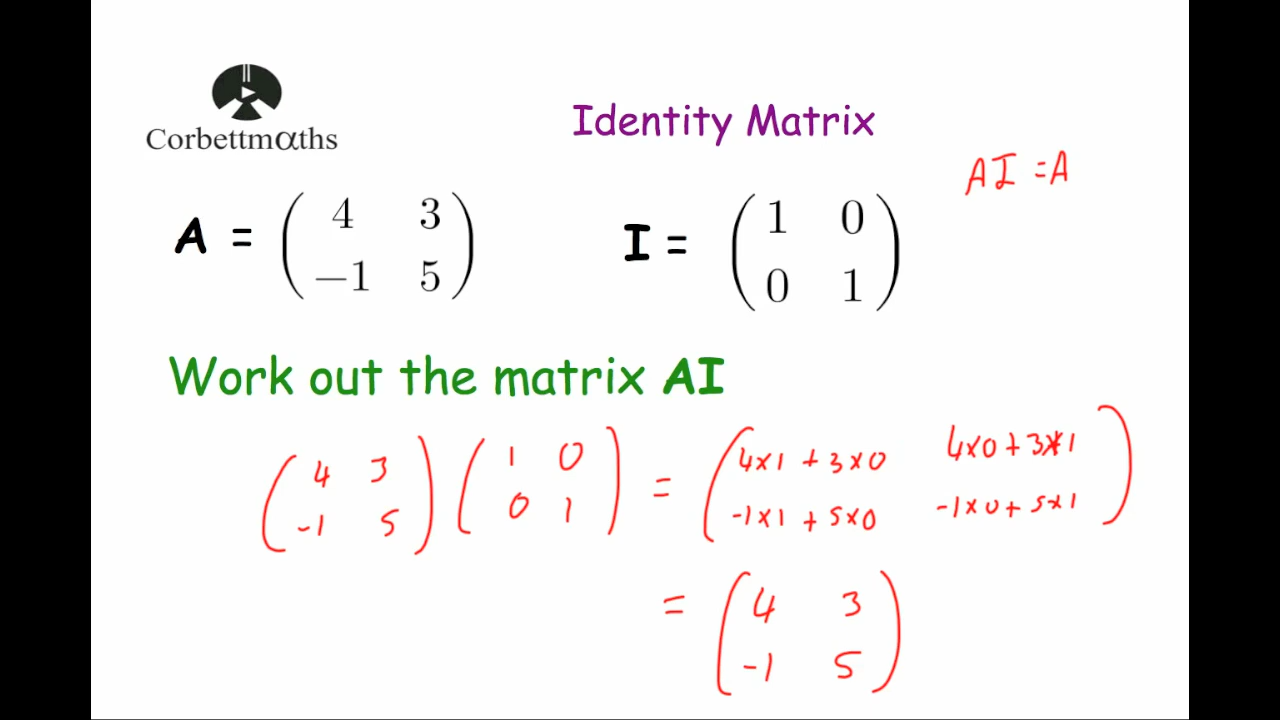 Corbettmαths
Identity Matrix
AI = A
A = ( 4 3 )
( −1 5 )
I = ( 1 0 )
( 0 1 )
Work out the matrix AI
( 4 3 ) ( 1 0 ) = ( 4×1 + 3×0 4×0 + 3×1 )
( -1 5 ) ( 0 1 ) ( -1×1 + 5×0 -1×0 + 5×1 )
= ( 4 3 )
( -1 5 )